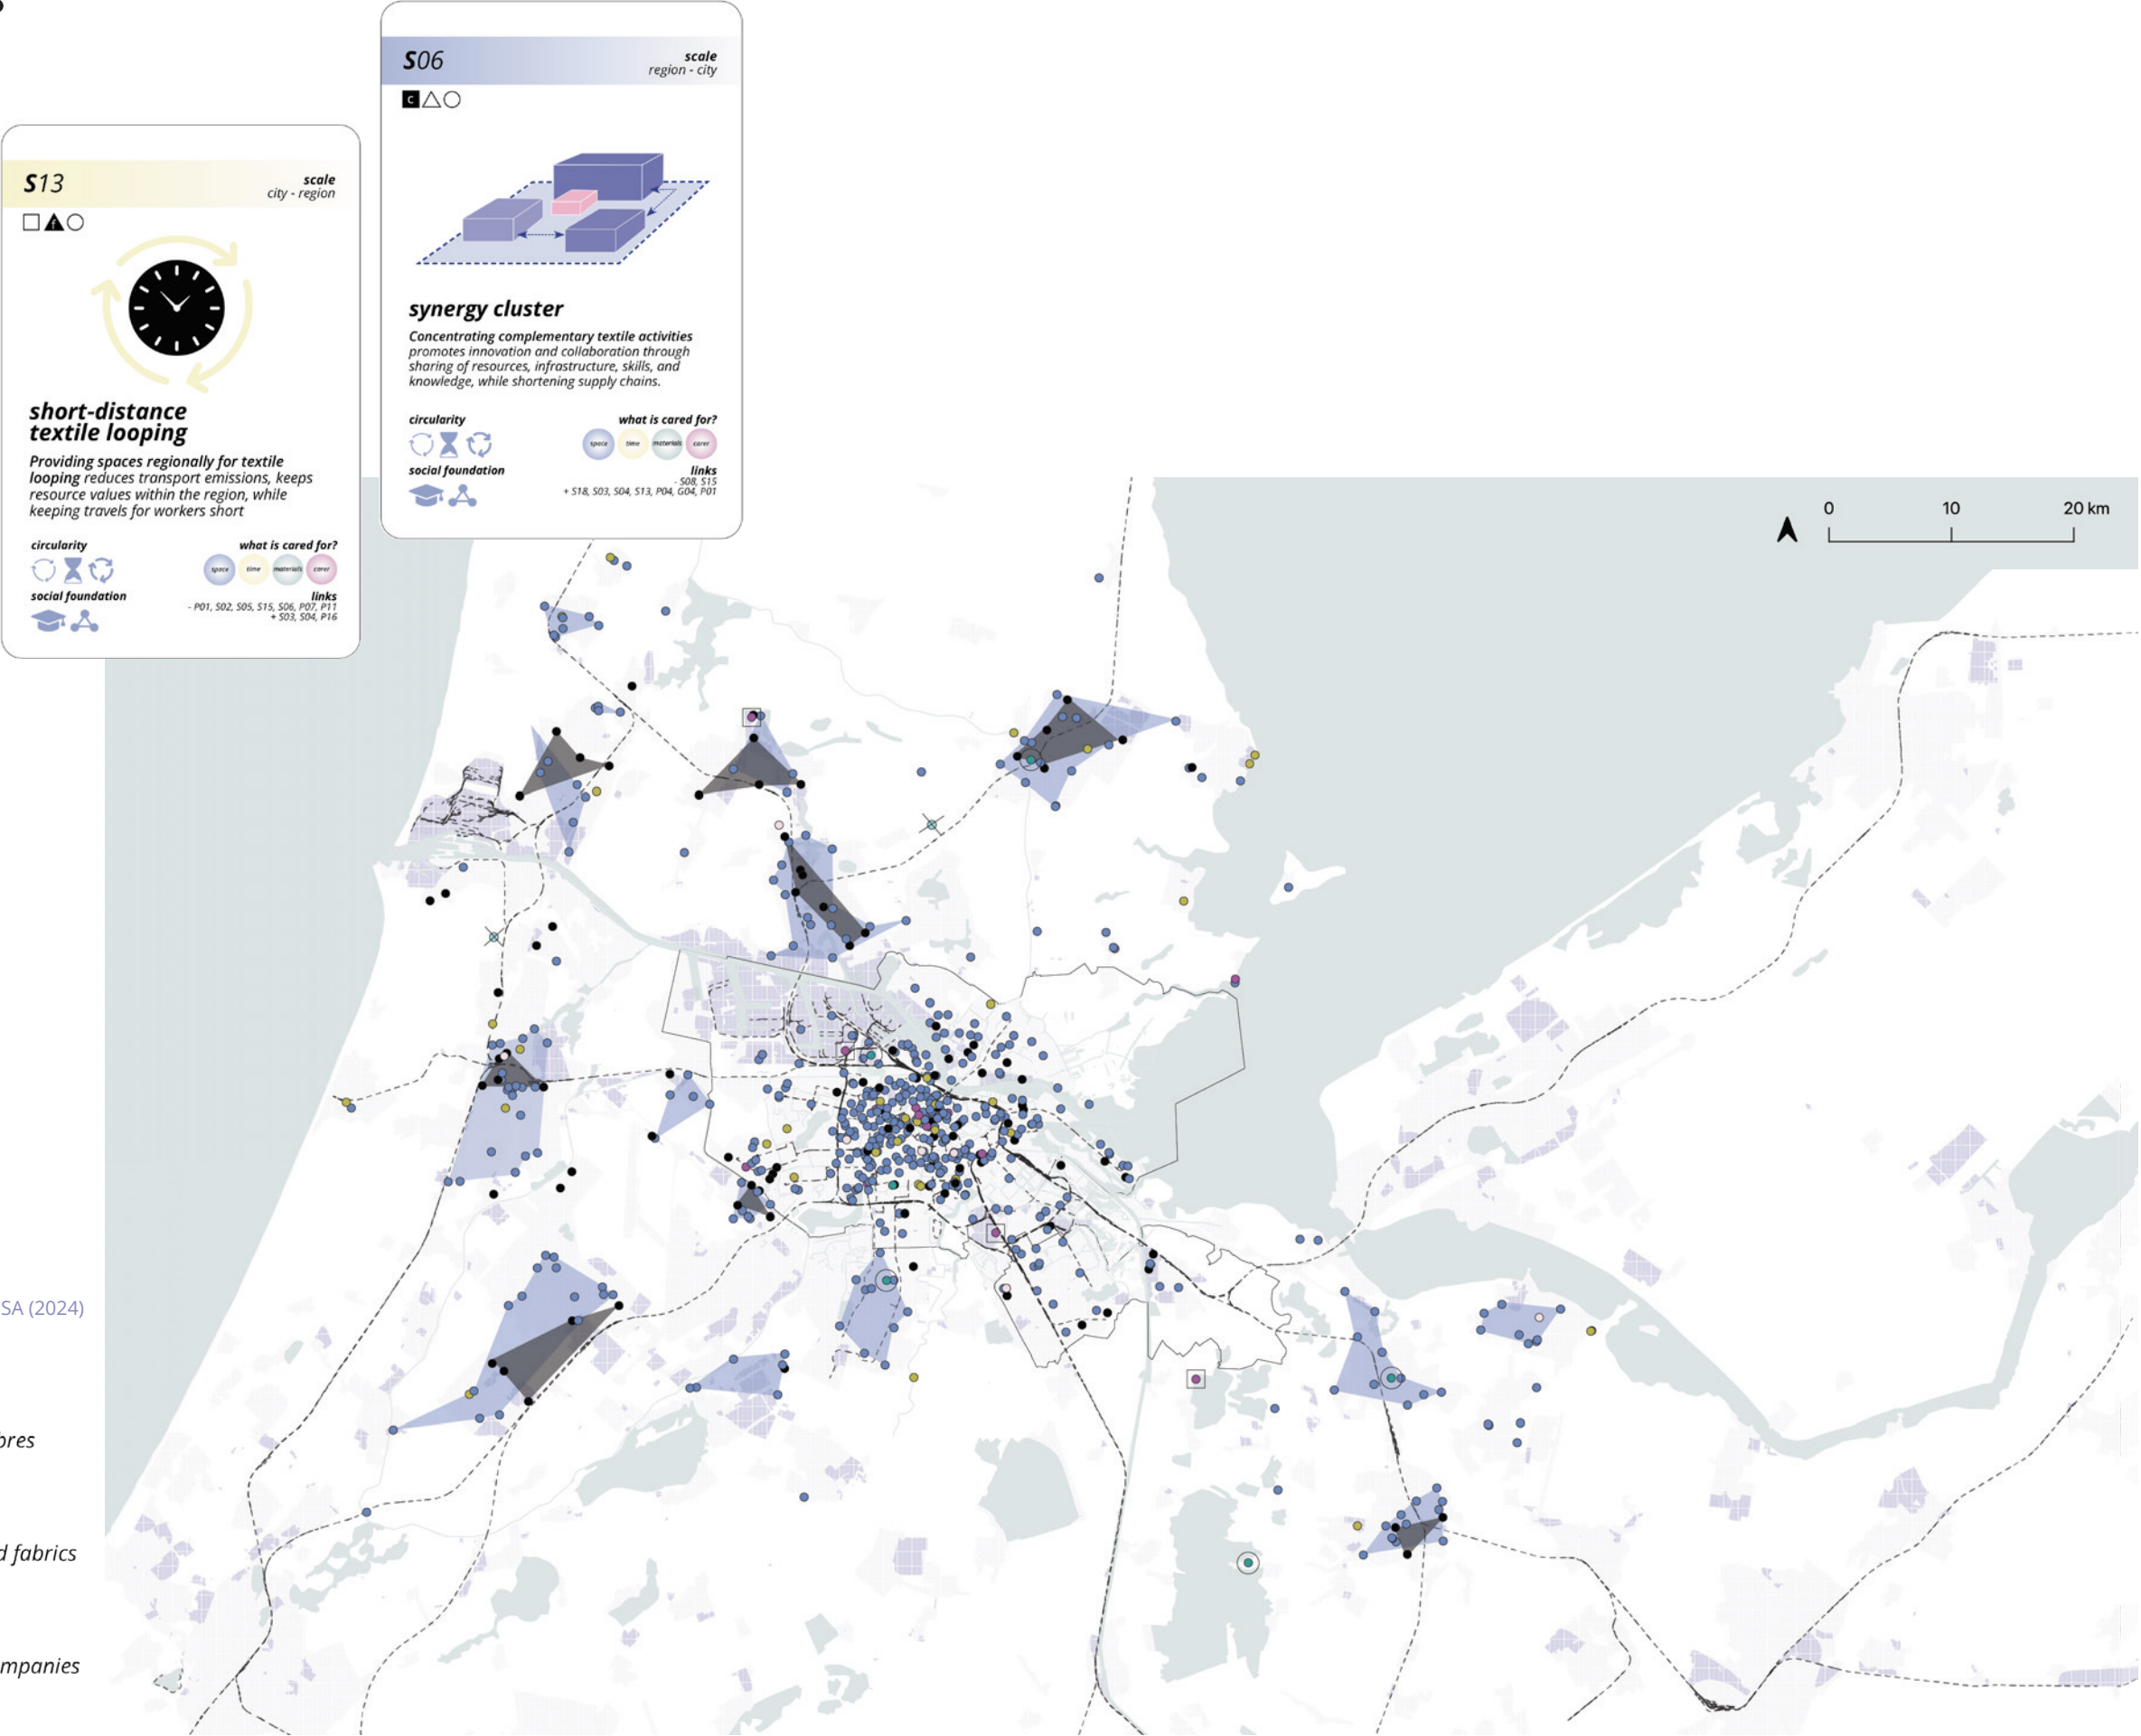 S06
scale
region - city
C
synergy cluster
Concentrating complementary textile activities
promotes innovation and collaboration through
sharing of resources, infrastructure, skills, and
knowledge, while shortening supply chains.
circularity
what is cared for?
space
time
materials
carer
social foundation
links
- S08, S15
+ S18, S03, S04, S13, P04, G04, P01
S13
scale
city - region
short-distance
textile looping
Providing spaces regionally for textile
looping reduces transport emissions, keeps
resource values within the region, while
keeping travels for workers short
circularity
what is cared for?
space
time
materials
carer
social foundation
links
- P01, S02, S05, S15, S06, P07, P11
+ S03, S04, P16
0 10 20 km
SA (2024)
bres
d fabrics
mpanies